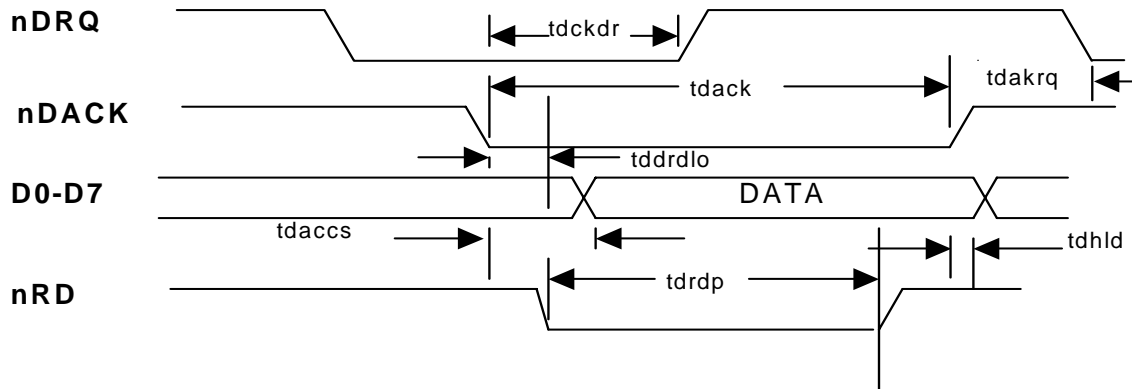 nDRQ
tdckdr
tdack
tdakrq
nDACK
tddrdlo
D0-D7
DATA
tdaccs
tdhld
tdrdp
nRD